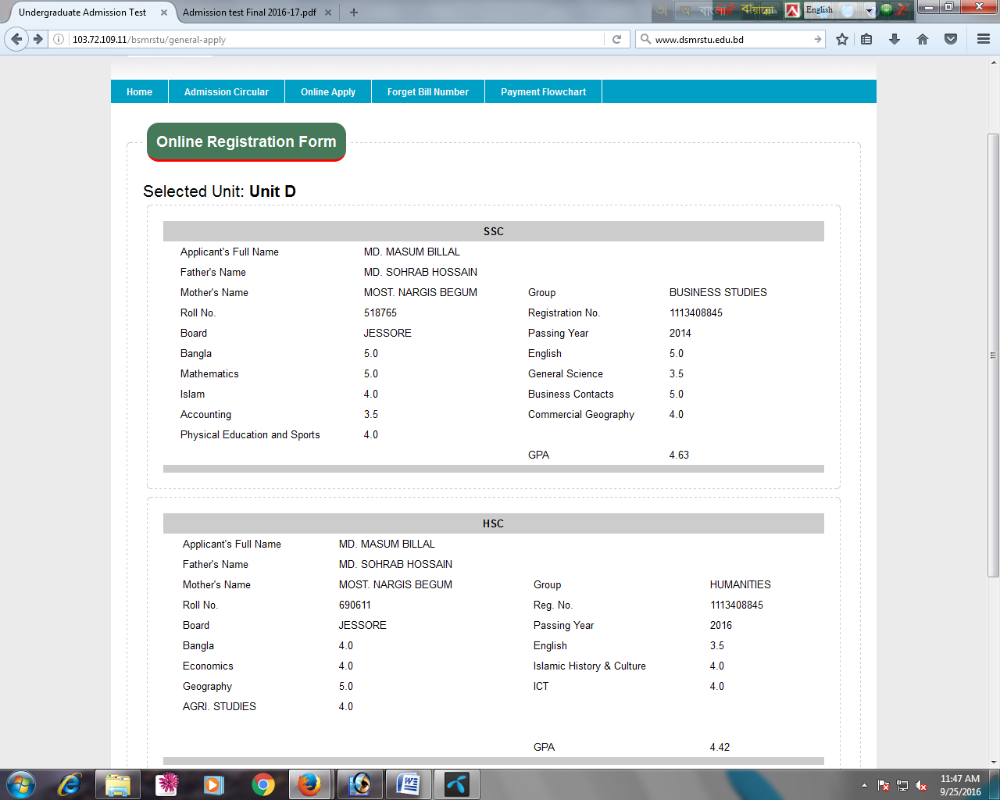 Undergraduate Admission Test
Admission test Final 2016-17.pdf
English
103.72.109.11/bsmrstu/general-apply
www.dsmrstu.edu.bd
Home Admission Circular Online Apply Forget Bill Number Payment Flowchart
Online Registration Form
Selected Unit: Unit D
SSC
Applicant's Full Name MD. MASUM BILLAL
Father's Name MD. SOHRAB HOSSAIN
Mother's Name MOST. NARGIS BEGUM Group BUSINESS STUDIES
Roll No. 518765 Registration No. 1113408845
Board JESSORE Passing Year 2014
Bangla 5.0 English 5.0
Mathematics 5.0 General Science 3.5
Islam 4.0 Business Contacts 5.0
Accounting 3.5 Commercial Geography 4.0
Physical Education and Sports 4.0
GPA 4.63
HSC
Applicant's Full Name MD. MASUM BILLAL
Father's Name MD. SOHRAB HOSSAIN
Mother's Name MOST. NARGIS BEGUM Group HUMANITIES
Roll No. 690611 Reg. No. 1113408845
Board JESSORE Passing Year 2016
Bangla 4.0 English 3.5
Economics 4.0 Islamic History & Culture 4.0
Geography 5.0 ICT 4.0
AGRI. STUDIES 4.0
GPA 4.42
11:47 AM
9/25/2016